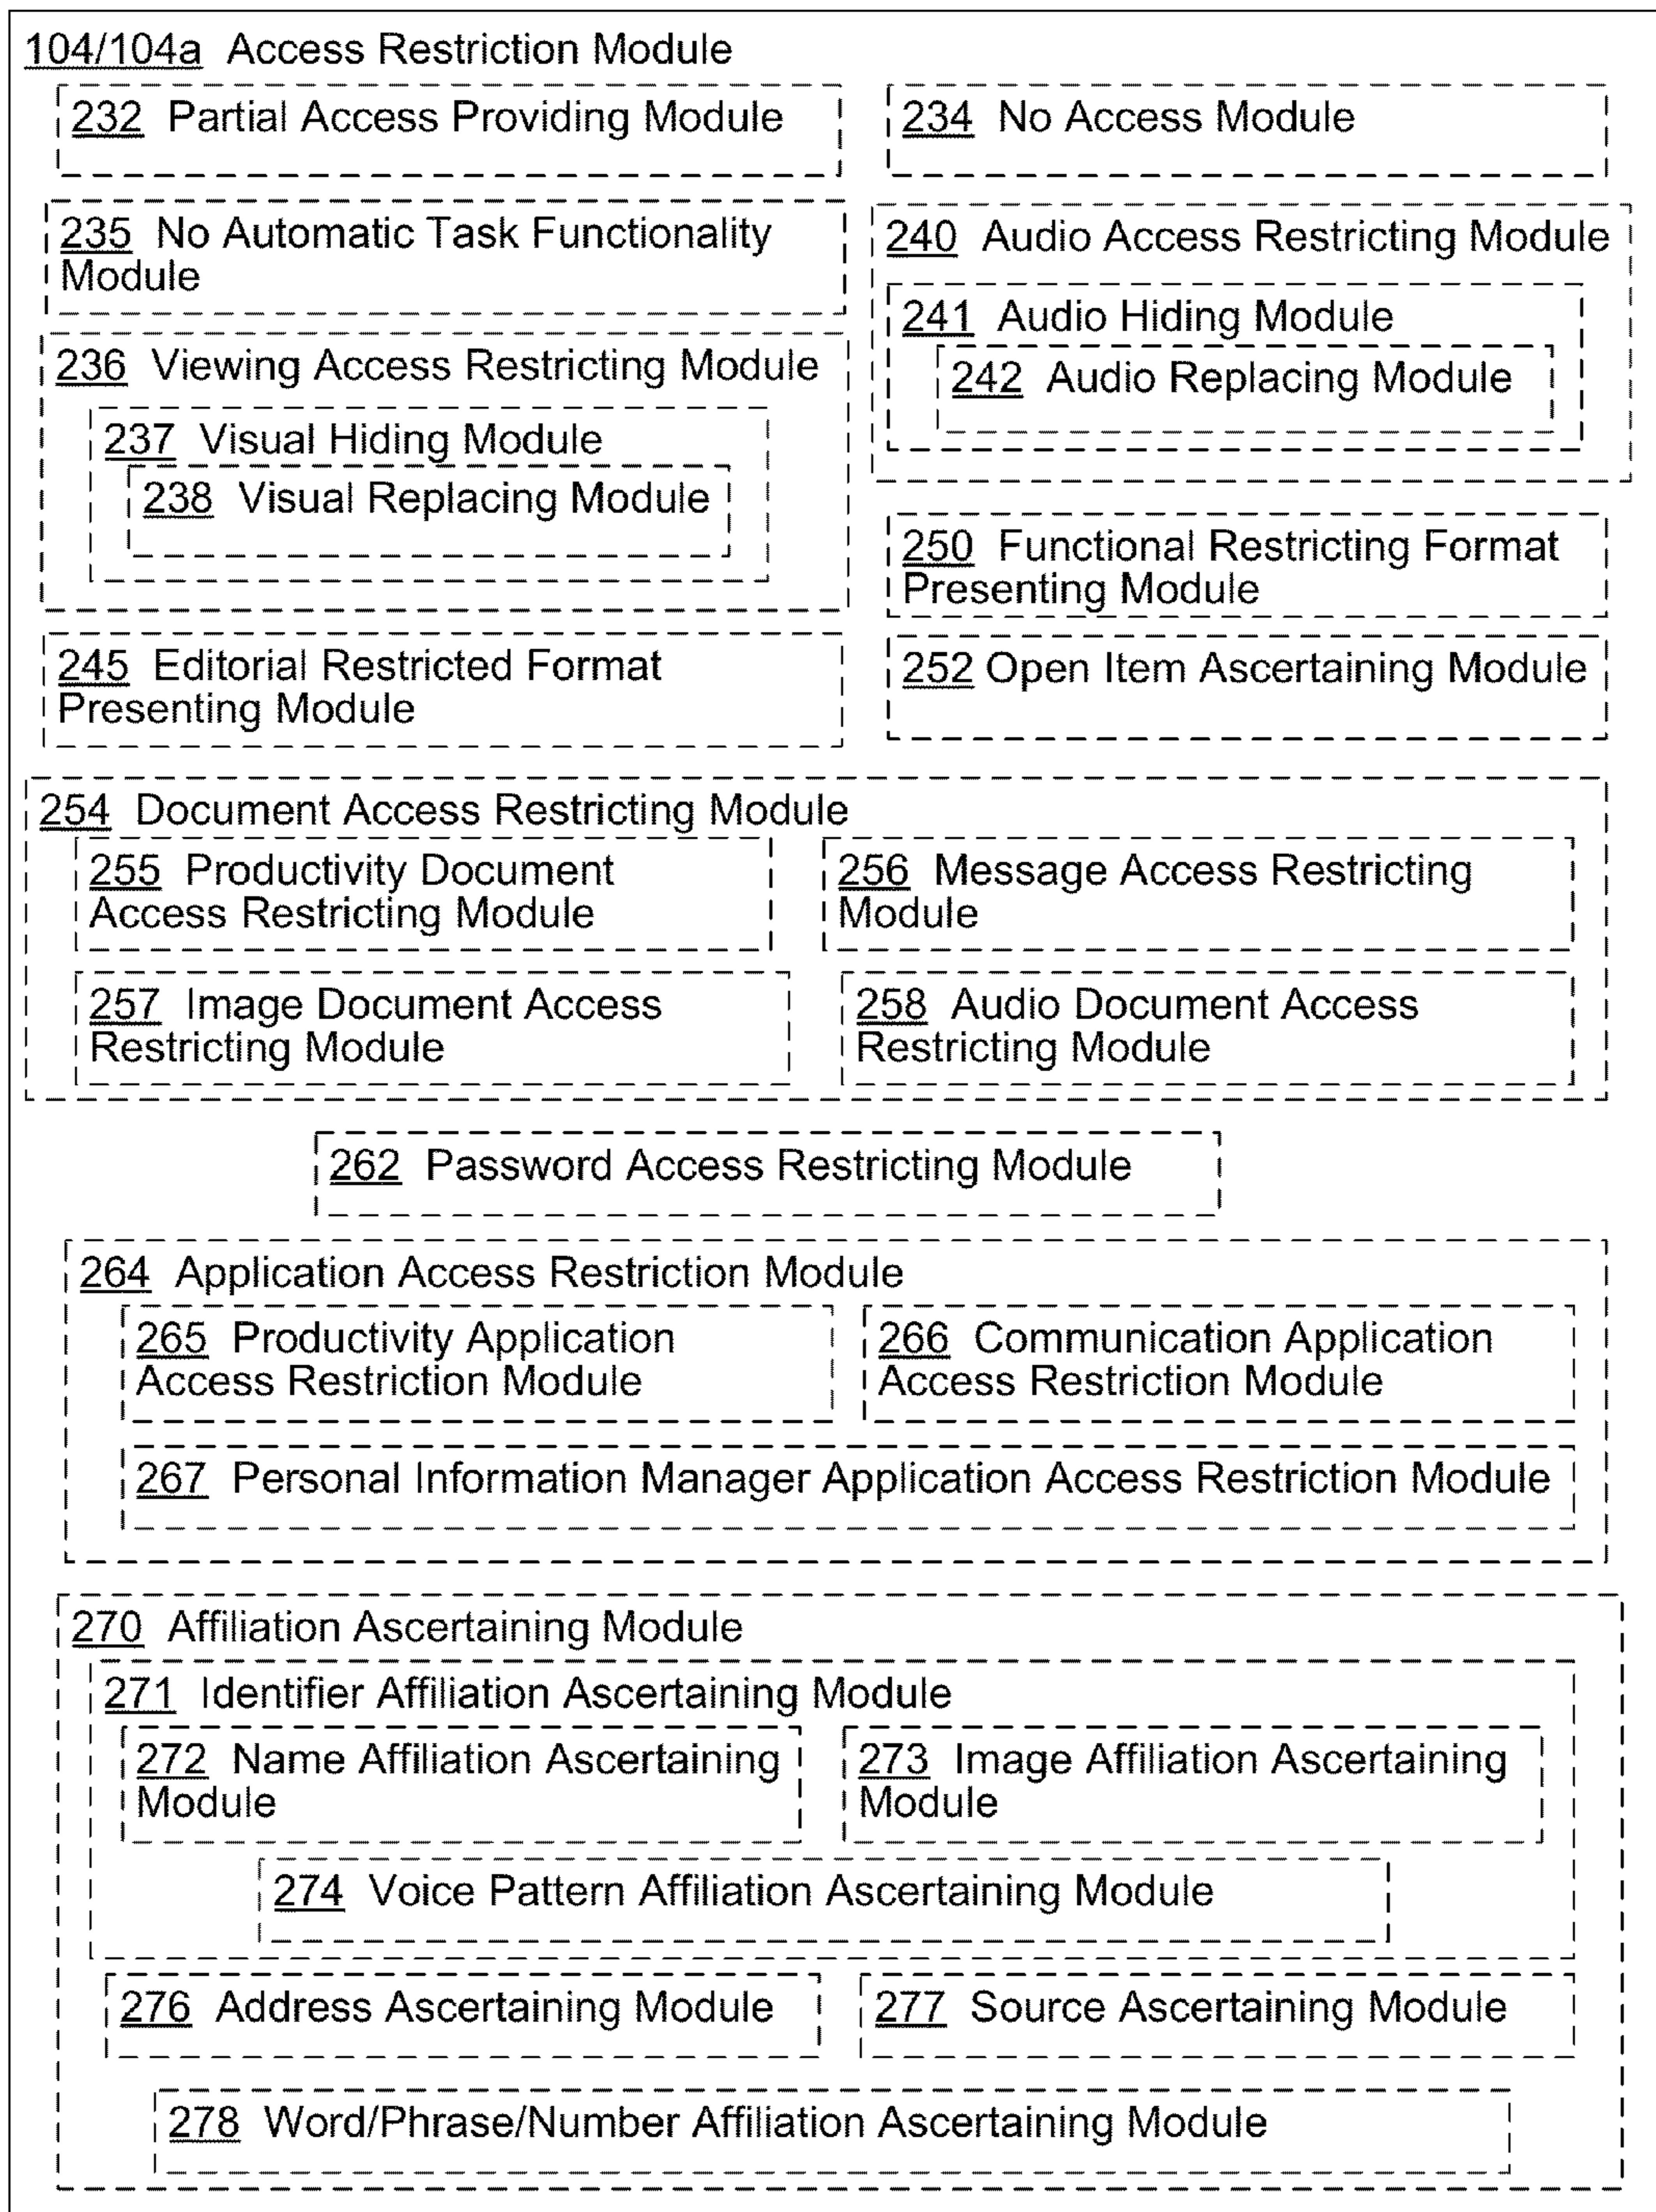 104/104a Access Restriction Module
232 Partial Access Providing Module
234 No Access Module
235 No Automatic Task Functionality
Module
240 Audio Access Restricting Module
241 Audio Hiding Module
242 Audio Replacing Module
236 Viewing Access Restricting Module
237 Visual Hiding Module
238 Visual Replacing Module
250 Functional Restricting Format
Presenting Module
245 Editorial Restricted Format
Presenting Module
252 Open Item Ascertaining Module
254 Document Access Restricting Module
255 Productivity Document
Access Restricting Module
256 Message Access Restricting
Module
257 Image Document Access
Restricting Module
258 Audio Document Access
Restricting Module
262 Password Access Restricting Module
264 Application Access Restriction Module
265 Productivity Application
Access Restriction Module
266 Communication Application
Access Restriction Module
267 Personal Information Manager Application Access Restriction Module
270 Affiliation Ascertaining Module
271 Identifier Affiliation Ascertaining Module
272 Name Affiliation Ascertaining
Module
273 Image Affiliation Ascertaining
Module
274 Voice Pattern Affiliation Ascertaining Module
276 Address Ascertaining Module
277 Source Ascertaining Module
278 Word/Phrase/Number Affiliation Ascertaining Module